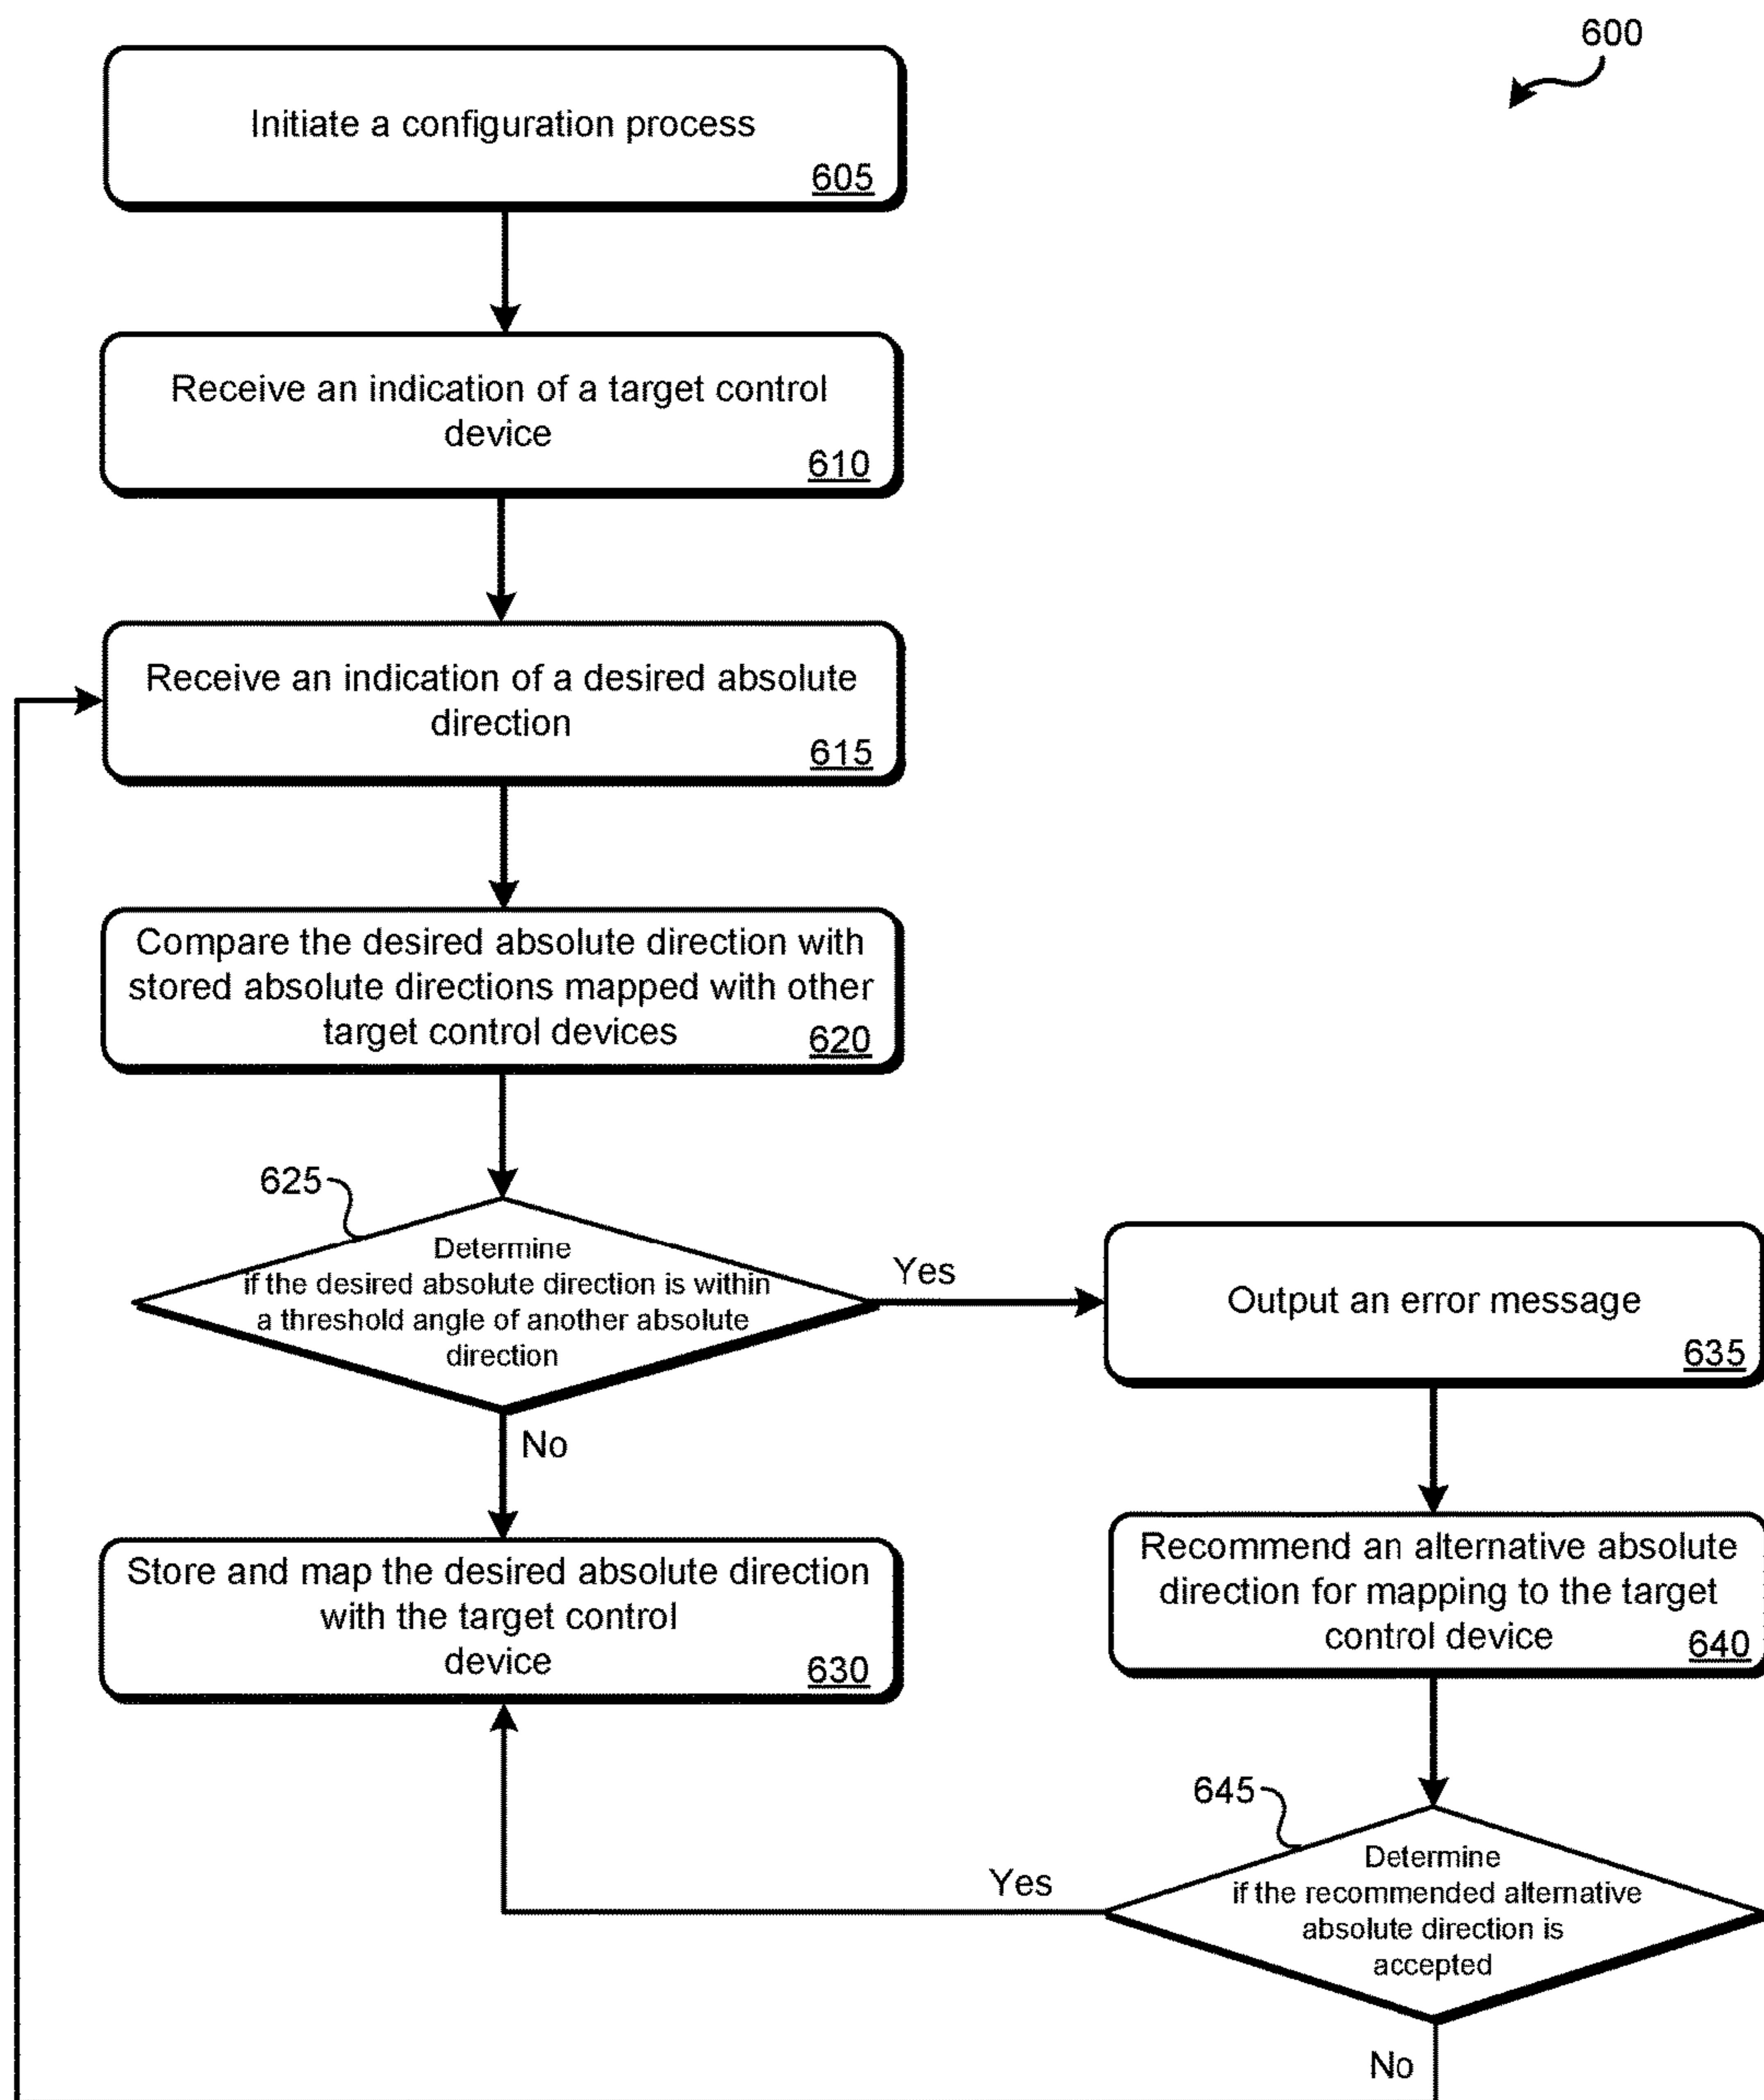 600
Initiate a configuration process
605
Receive an indication of a target control
device
610
Receive an indication of a desired absolute
direction
615
Compare the desired absolute direction with
stored absolute directions mapped with other
target control devices
620
625
Determine
if the desired absolute direction is within
a threshold angle of another absolute
direction
Yes
No
Output an error message
635
Store and map the desired absolute direction
with the target control
device
630
Recommend an alternative absolute
direction for mapping to the target
control device
640
645
Determine
if the recommended alternative
absolute direction is
accepted
Yes
No